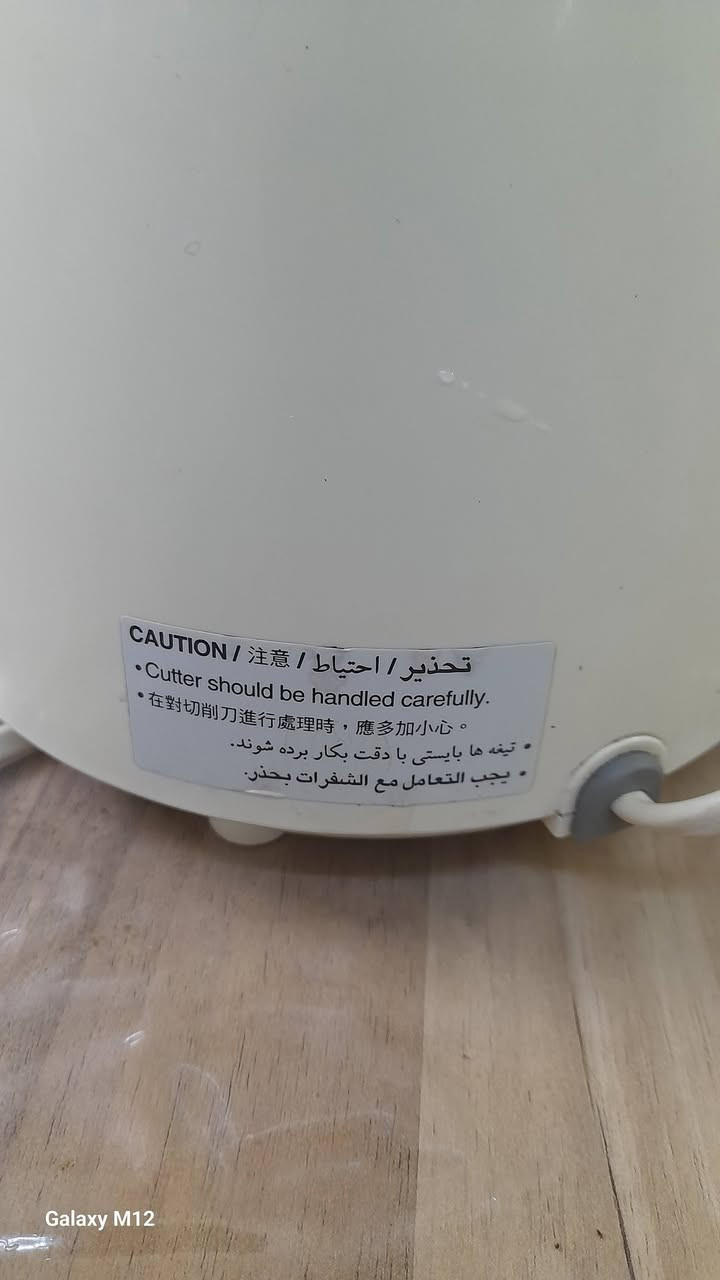 CAUTION / 注意 / احتیاط / تحذير
•Cutter should be handled carefully.
•在對切削刀進行處理時，應多加小心。
• تیغه ها بایستی با دقت بکار برده شوند.
• يجب التعامل مع الشفرات بحذر.
Galaxy M12